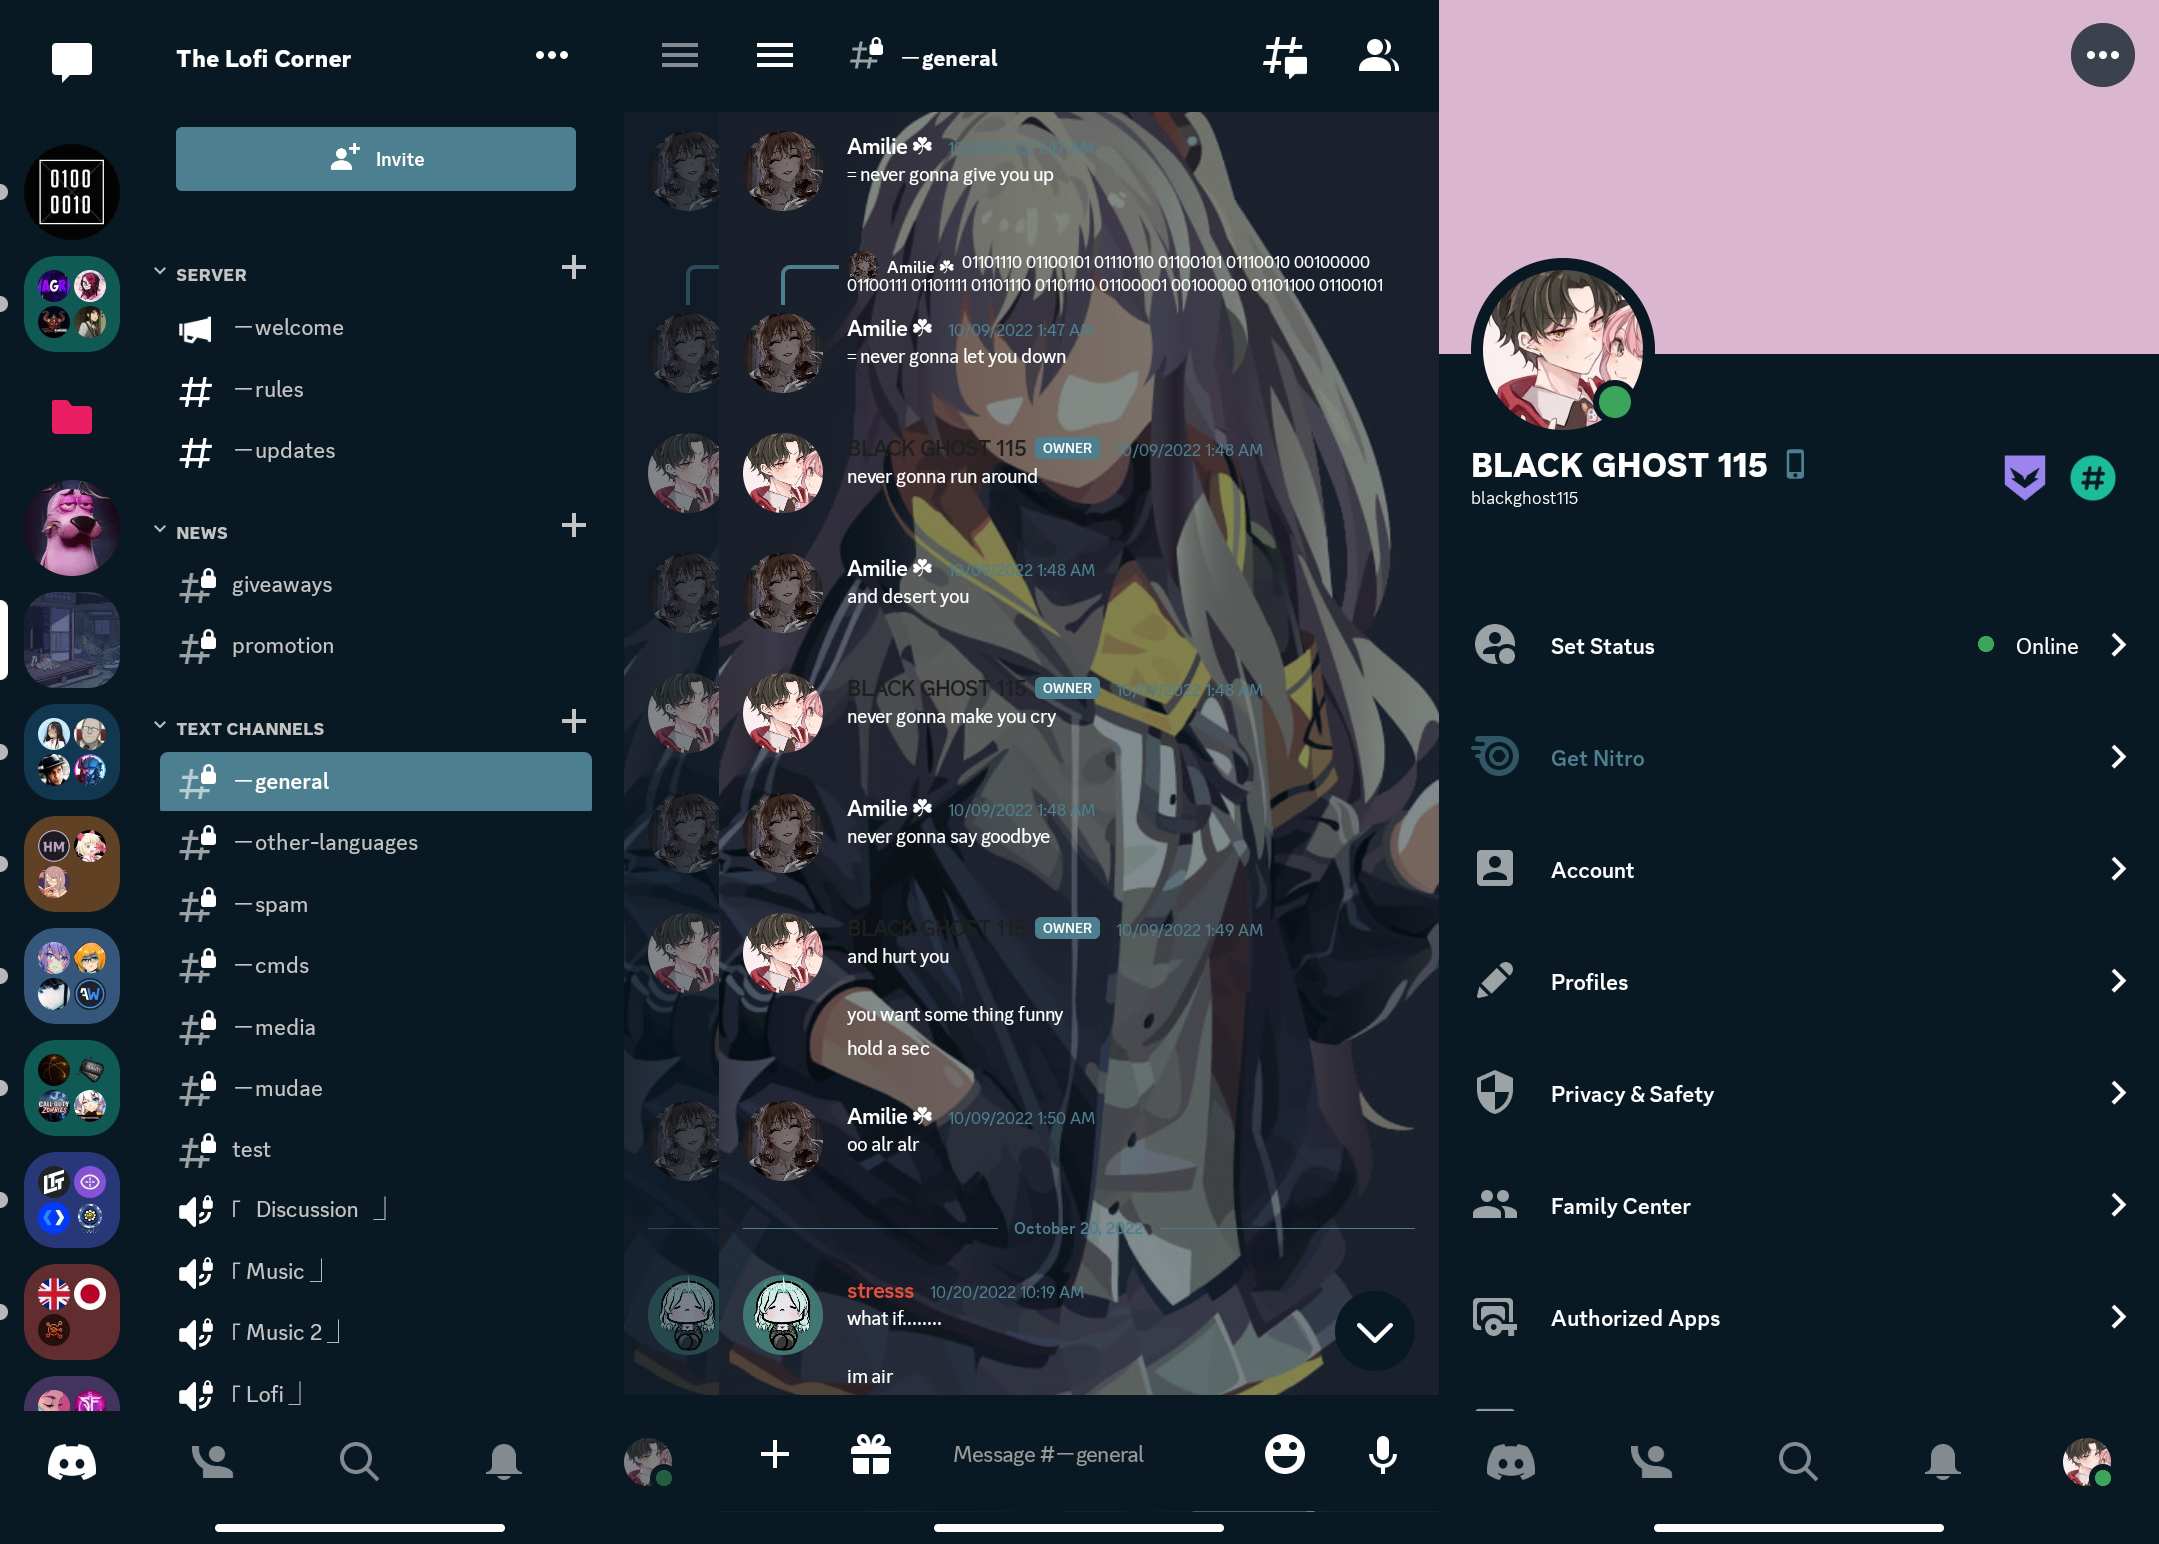 The Lofi Corner
0100
0010
Invite
SERVER
—welcome
—rules
—updates
NEWS
giveaways
promotion
TEXT CHANNELS
—general
—other-languages
—spam
—cmds
—media
—mudae
test
「 Discussion 」
「 Music 」
「 Music 2 」
「 Lofi 」
HM
—general
Amilie ☘ 10/09/2022 1:47 AM
= never gonna give you up
Amilie ☘ 01101110 01100101 01110110 01100101 01110010 00100000
01100111 01101111 01101110 01101110 01100001 00100000 01101100 01100101
Amilie ☘ 10/09/2022 1:47 AM
= never gonna let you down
BLACK GHOST 115 OWNER 10/09/2022 1:48 AM
never gonna run around
Amilie ☘ 10/09/2022 1:48 AM
and desert you
BLACK GHOST 115 OWNER 10/09/2022 1:48 AM
never gonna make you cry
Amilie ☘ 10/09/2022 1:48 AM
never gonna say goodbye
BLACK GHOST 115 OWNER 10/09/2022 1:49 AM
and hurt you
you want some thing funny
hold a sec
Amilie ☘ 10/09/2022 1:50 AM
oo alr alr
October 20, 2022
stresss 10/20/2022 10:19 AM
what if........
im air
Message #—general
BLACK GHOST 115
blackghost115
Set Status
Online
Get Nitro
Account
Profiles
Privacy & Safety
Family Center
Authorized Apps